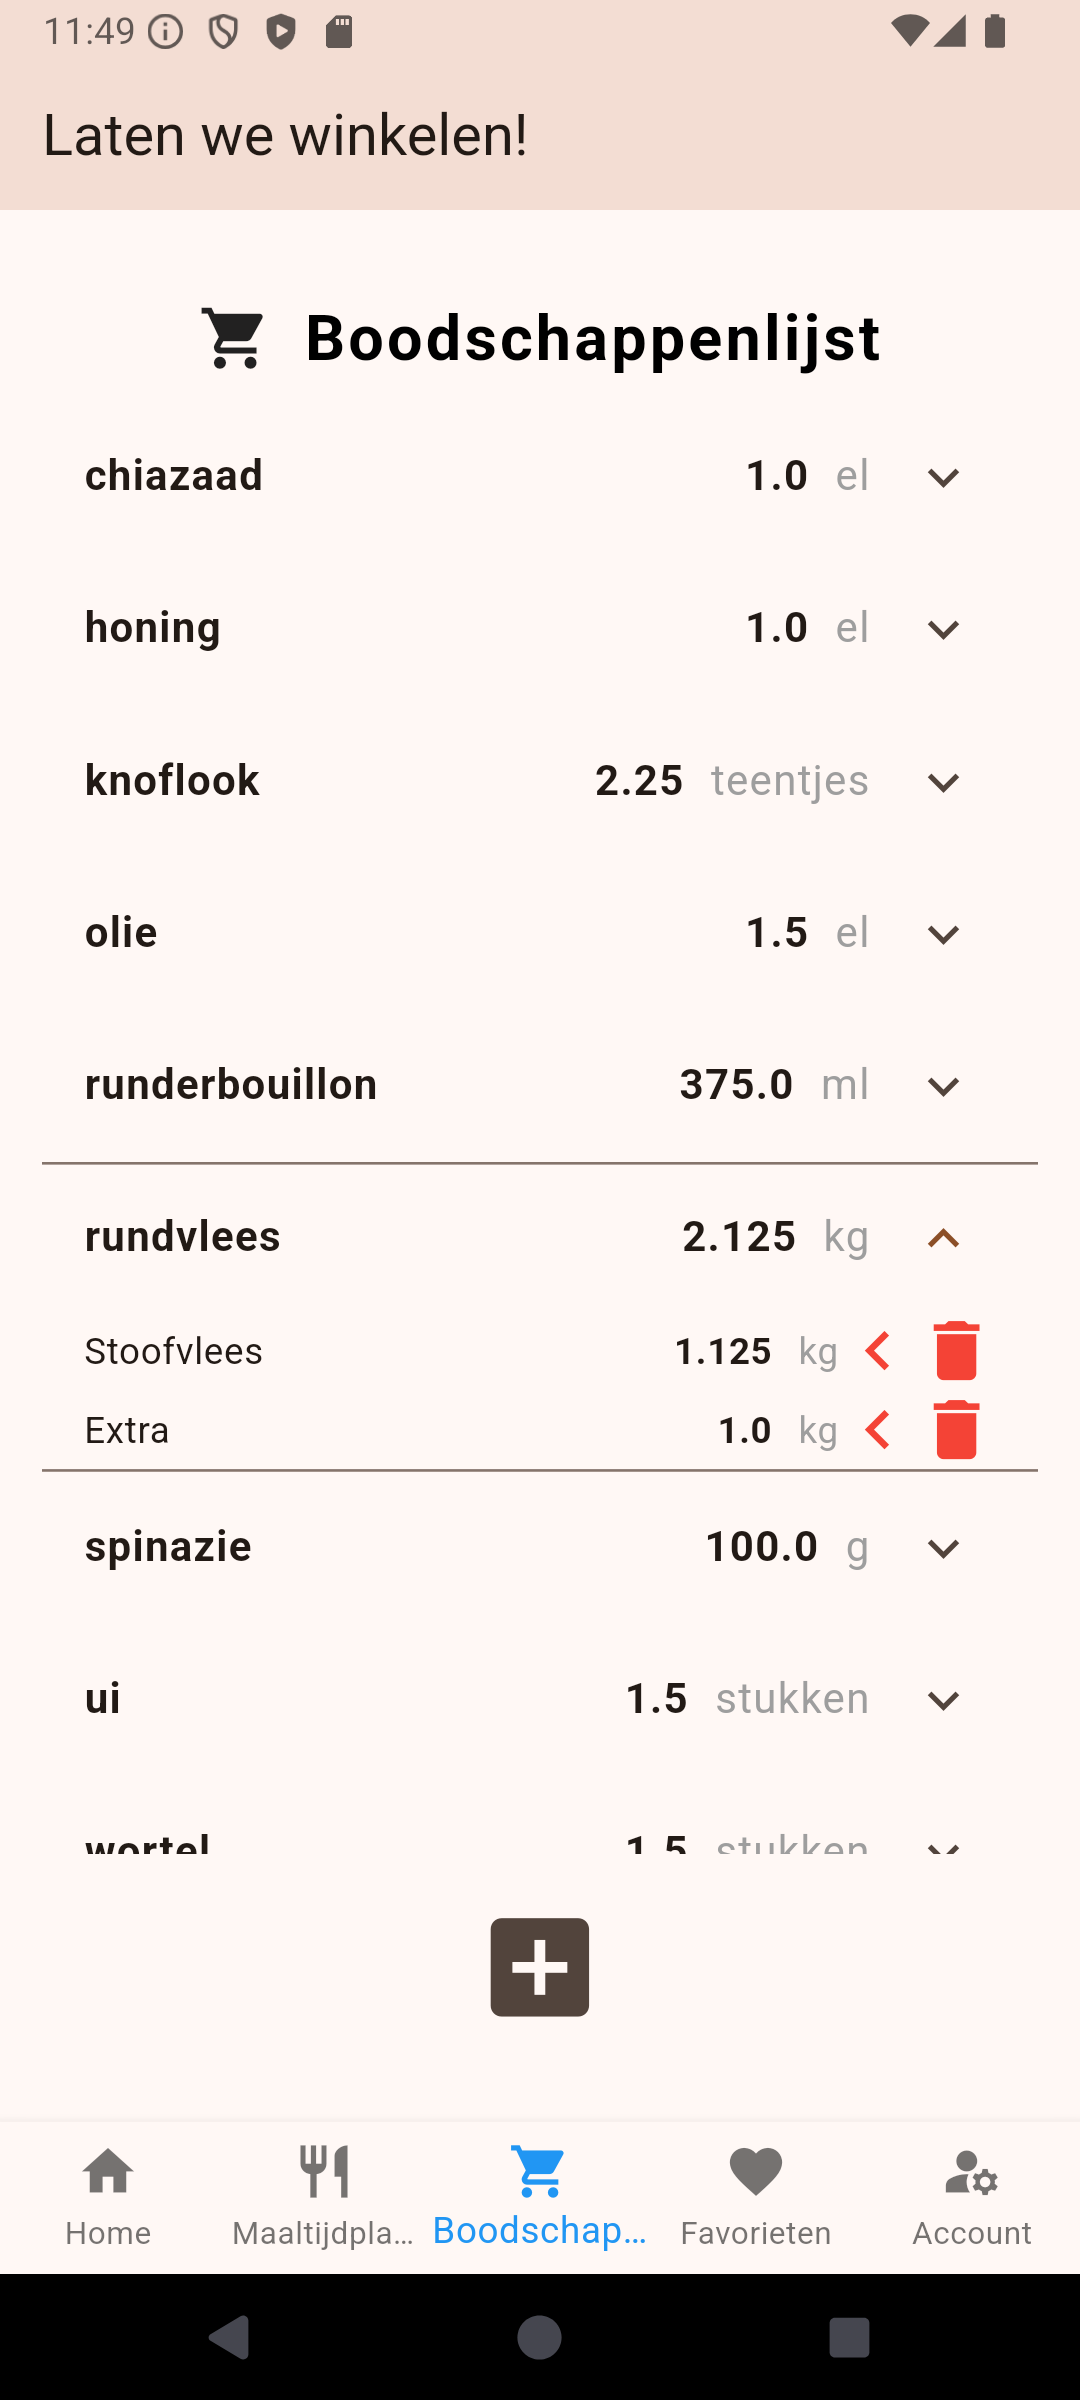 11:49
Laten we winkelen!
Boodschappenlijst
chiazaad 1.0 el
honing 1.0 el
knoflook 2.25 teentjes
olie 1.5 el
runderbouillon 375.0 ml
rundvlees 2.125 kg
Stoofvlees 1.125 kg
Extra 1.0 kg
spinazie 100.0 g
ui 1.5 stukken
wortel 1.5 stukken
Home Maaltijdpla... Boodschap... Favorieten Account